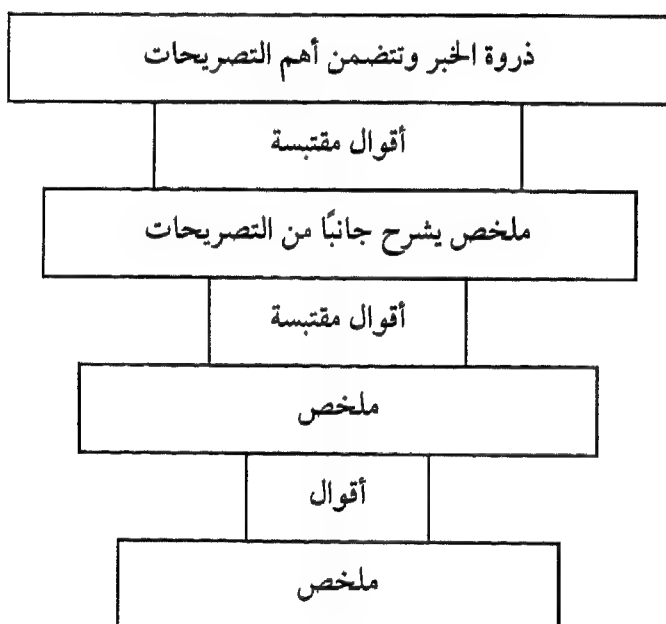 ذروة الخبر وتتضمن أهم التصريحات
أقوال مقتبسة
ملخص يشرح جانبًا من التصريحات
أقوال مقتبسة
ملخص
أقوال
ملخص